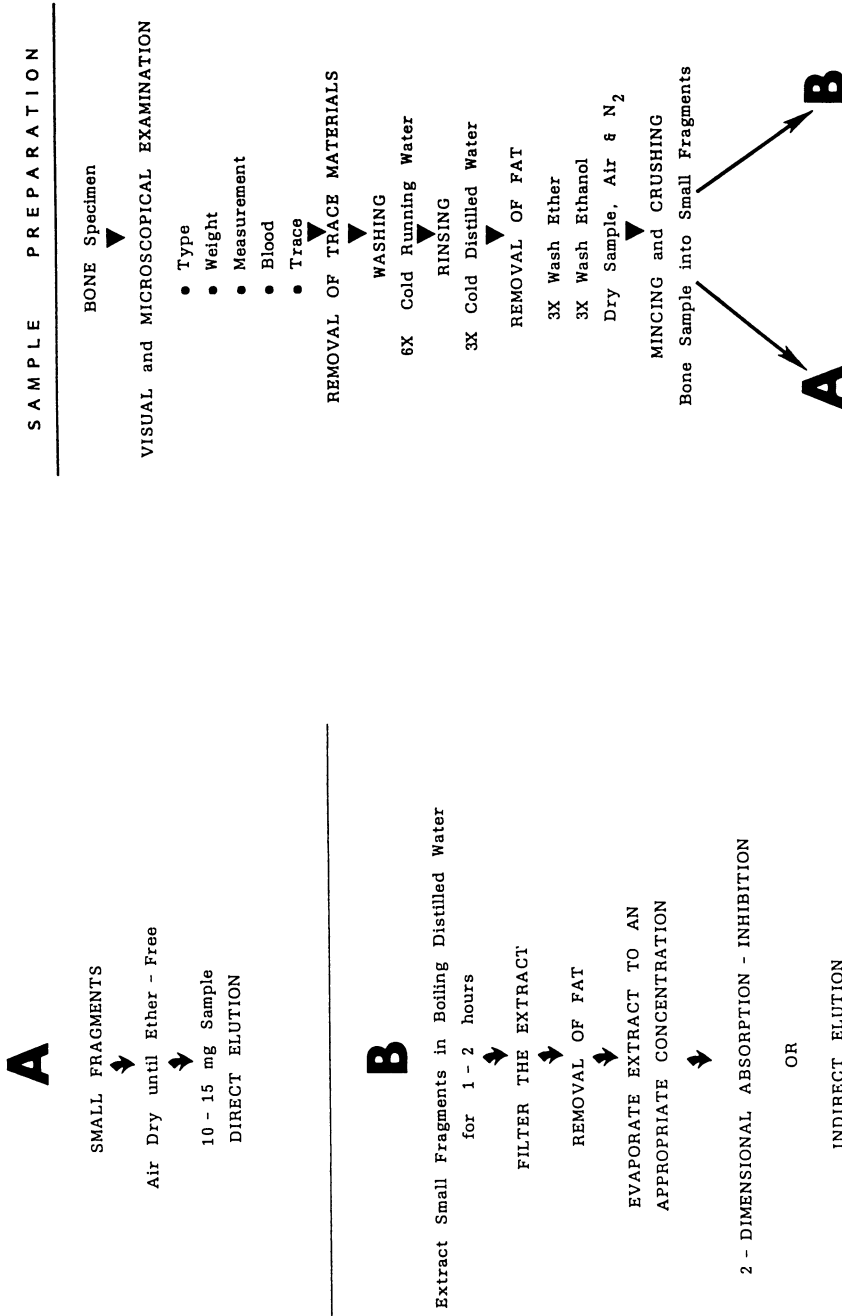 SAMPLE PREPARATION
BONE Specimen
VISUAL and MICROSCOPICAL EXAMINATION
• Type
• Weight
• Measurement
• Blood
• Trace
REMOVAL OF TRACE MATERIALS
WASHING
6X Cold Running Water
RINSING
3X Cold Distilled Water
REMOVAL OF FAT
3X Wash Ether
3X Wash Ethanol
Dry Sample, Air & N₂
MINCING and CRUSHING
Bone Sample into Small Fragments
A B
A
SMALL FRAGMENTS
Air Dry until Ether - Free
10 - 15 mg Sample
DIRECT ELUTION
B
Extract Small Fragments in Boiling Distilled Water
for 1 - 2 hours
FILTER THE EXTRACT
REMOVAL OF FAT
EVAPORATE EXTRACT TO AN
APPROPRIATE CONCENTRATION
2 - DIMENSIONAL ABSORPTION - INHIBITION
OR
INDIRECT ELUTION